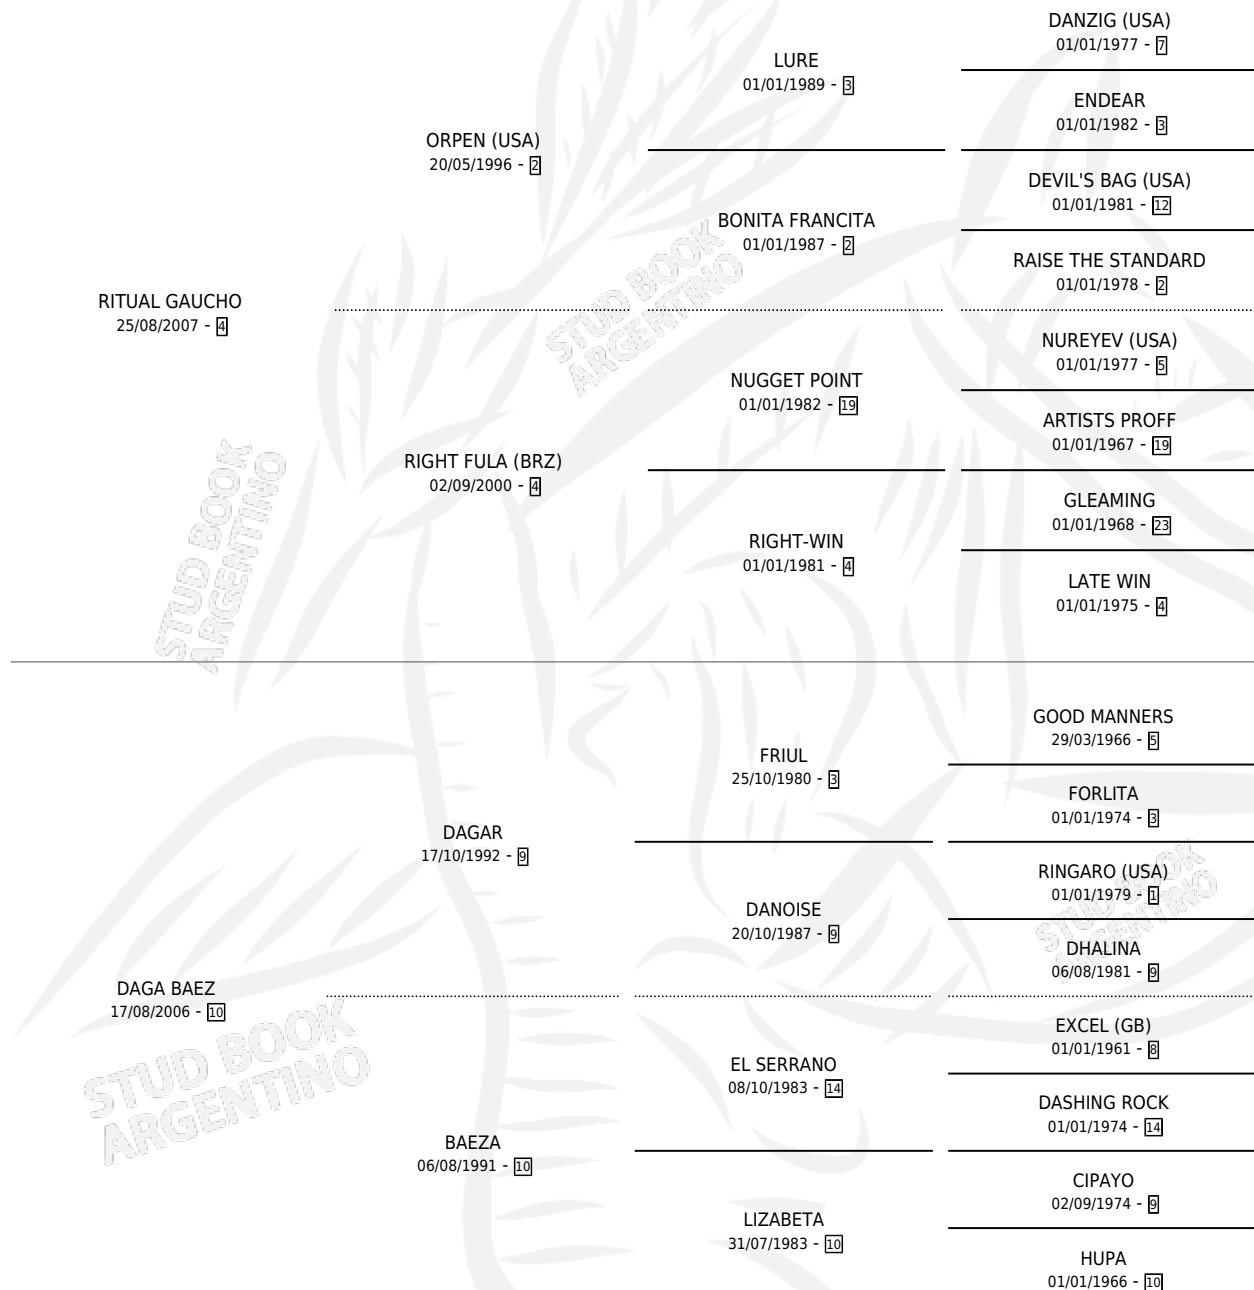 DANZIG (USA)
01/01/1977 - 7
LURE
01/01/1989 - 3
ENDEAR
01/01/1982 - 3
ORPEN (USA)
20/05/1996 - 2
DEVIL'S BAG (USA)
01/01/1981 - 12
BONITA FRANCITA
01/01/1987 - 2
RAISE THE STANDARD
01/01/1978 - 2
STUD BOOK
ARGENTINO
RITUAL GAUCHO
25/08/2007 - 4
NUREYEV (USA)
01/01/1977 - 5
NUGGET POINT
01/01/1982 - 19
ARTISTS PROFF
01/01/1967 - 19
RIGHT FULA (BRZ)
02/09/2000 - 4
GLEAMING
01/01/1968 - 23
RIGHT-WIN
01/01/1981 - 4
LATE WIN
01/01/1975 - 4
STUD BOOK
ARGENTINO
GOOD MANNERS
29/03/1966 - 5
FRIUL
25/10/1980 - 3
FORLITA
01/01/1974 - 3
DAGAR
17/10/1992 - 9
RINGARO (USA)
01/01/1979 - 1
DANOISE
20/10/1987 - 9
DHALINA
06/08/1981 - 9
STUD BOOK
ARGENTINO
DAGA BAEZ
17/08/2006 - 10
EXCEL (GB)
01/01/1961 - 8
EL SERRANO
08/10/1983 - 14
DASHING ROCK
01/01/1974 - 14
STUD BOOK
ARGENTINO
BAEZA
06/08/1991 - 10
CIPAYO
02/09/1974 - 9
LIZABETA
31/07/1983 - 10
HUPA
01/01/1966 - 10